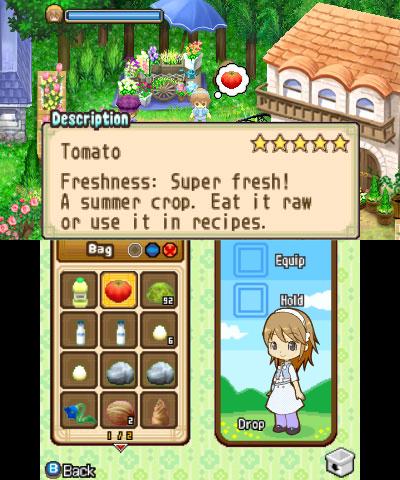 Description
Tomato
Freshness: Super fresh!
A summer crop. Eat it raw
or use it in recipes.
Bag
Equip
92
Hold
6
2
Drop
1 / 2
B Back